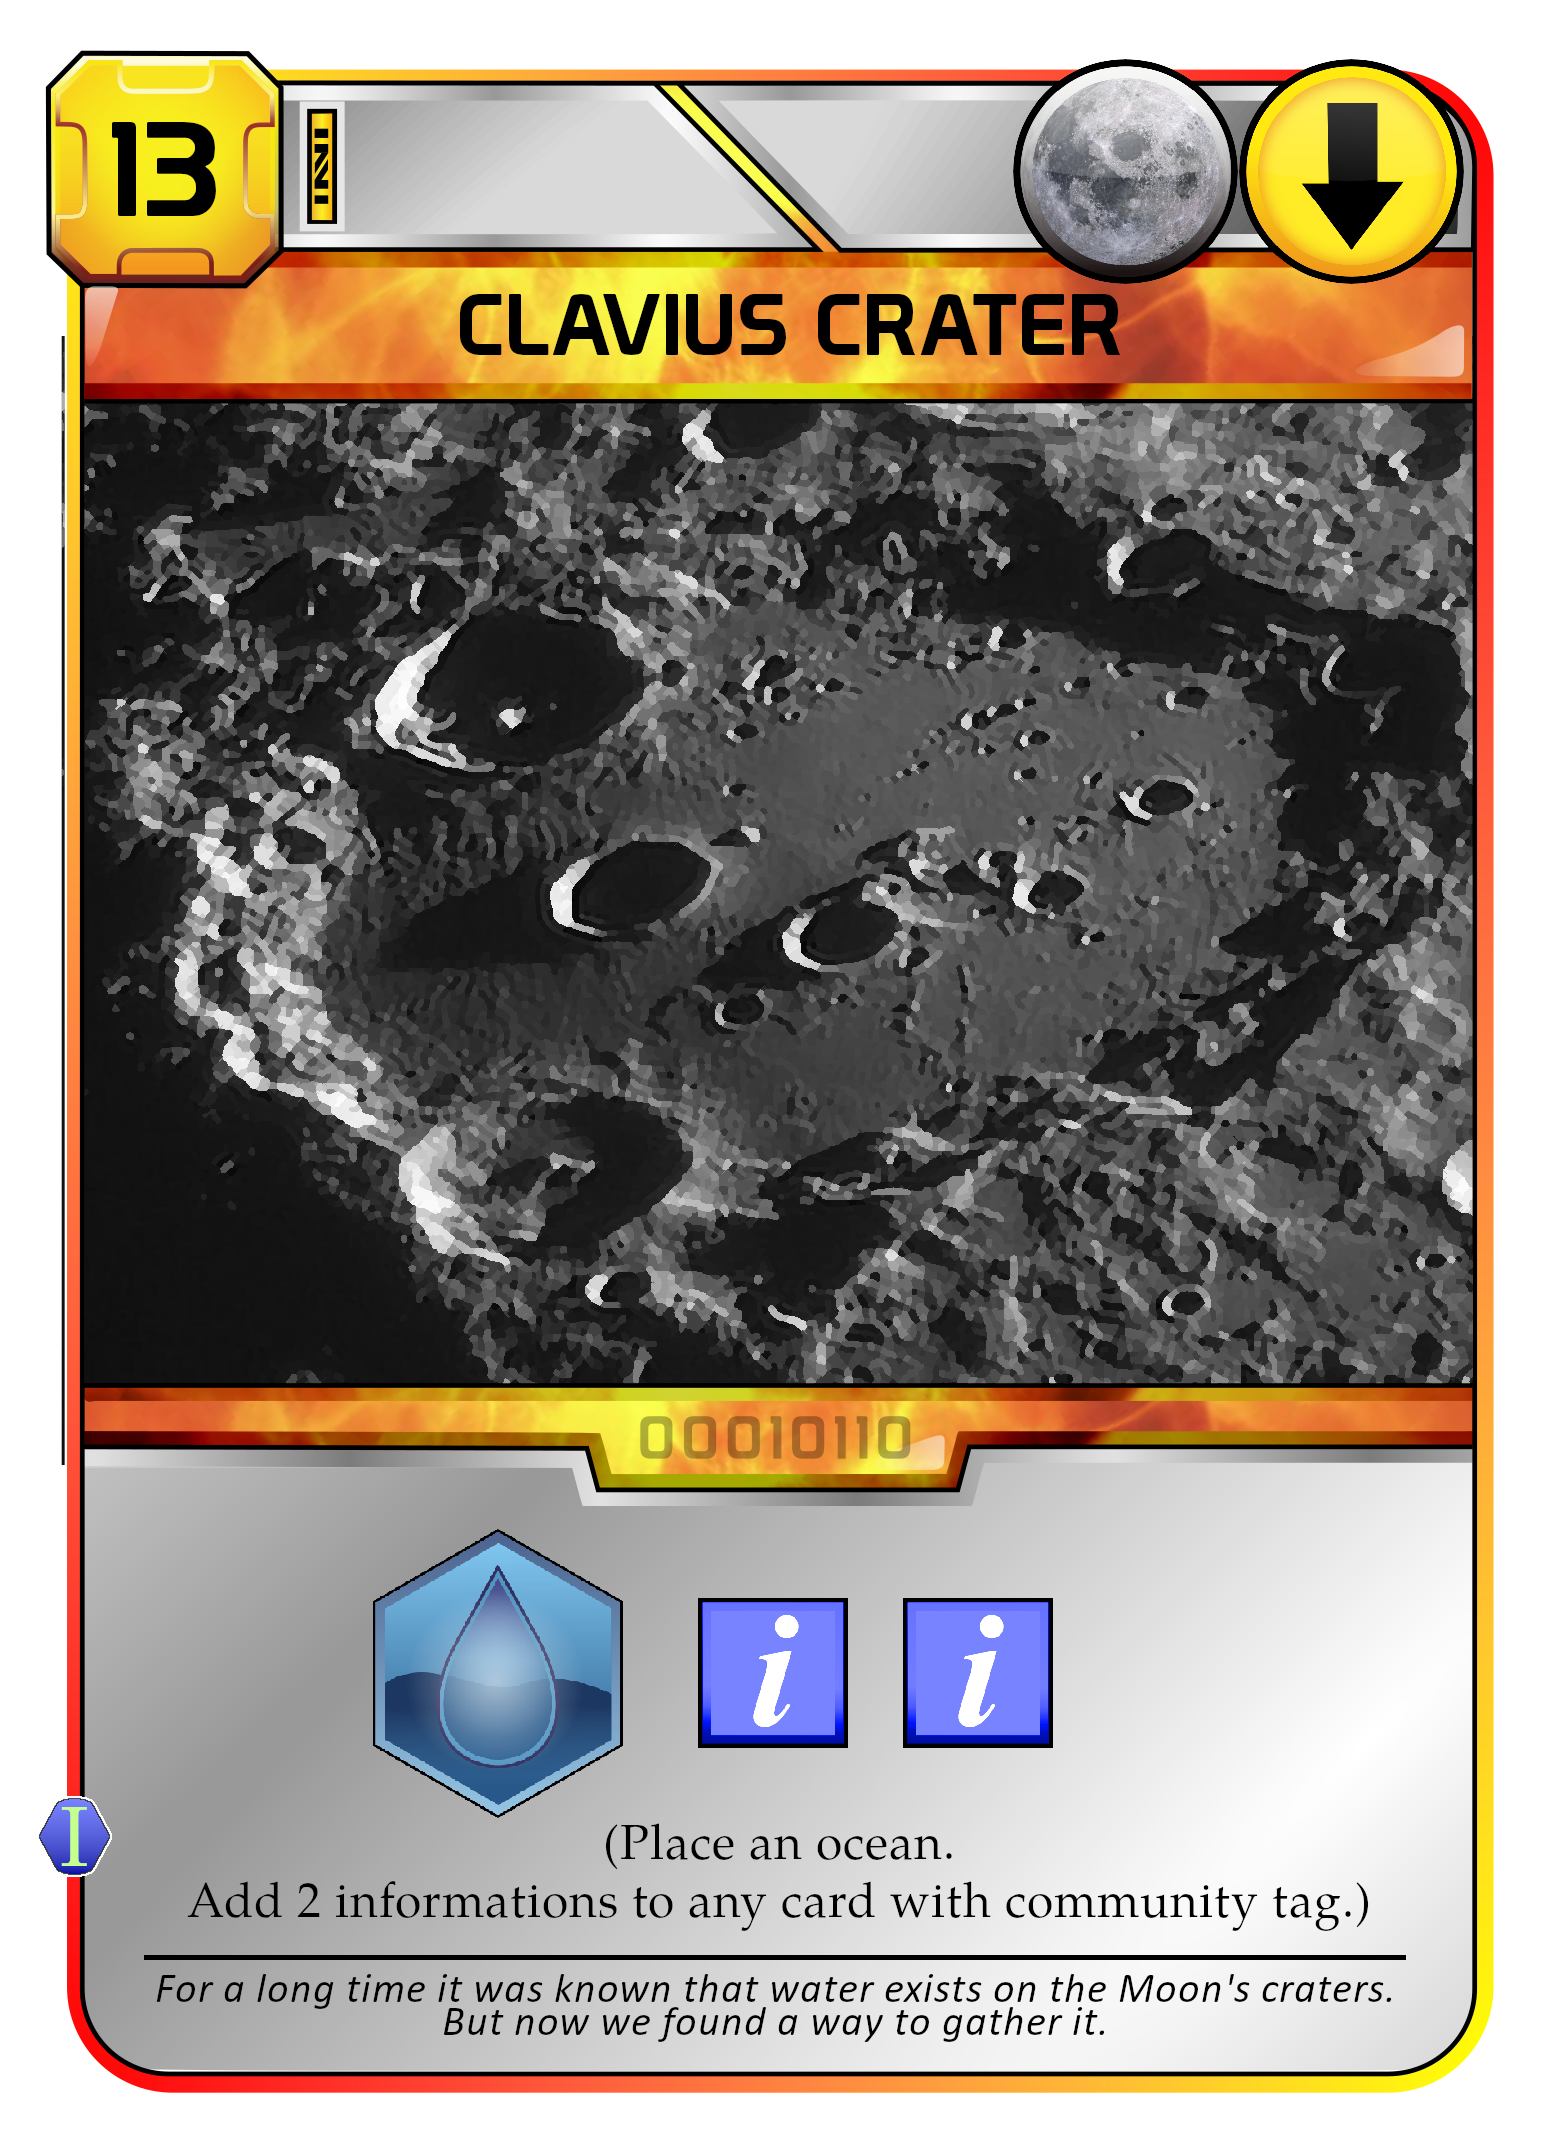 13
INI
CLAVIUS CRATER
00010110
i i
I
(Place an ocean.
Add 2 informations to any card with community tag.)
For a long time it was known that water exists on the Moon's craters.
But now we found a way to gather it.